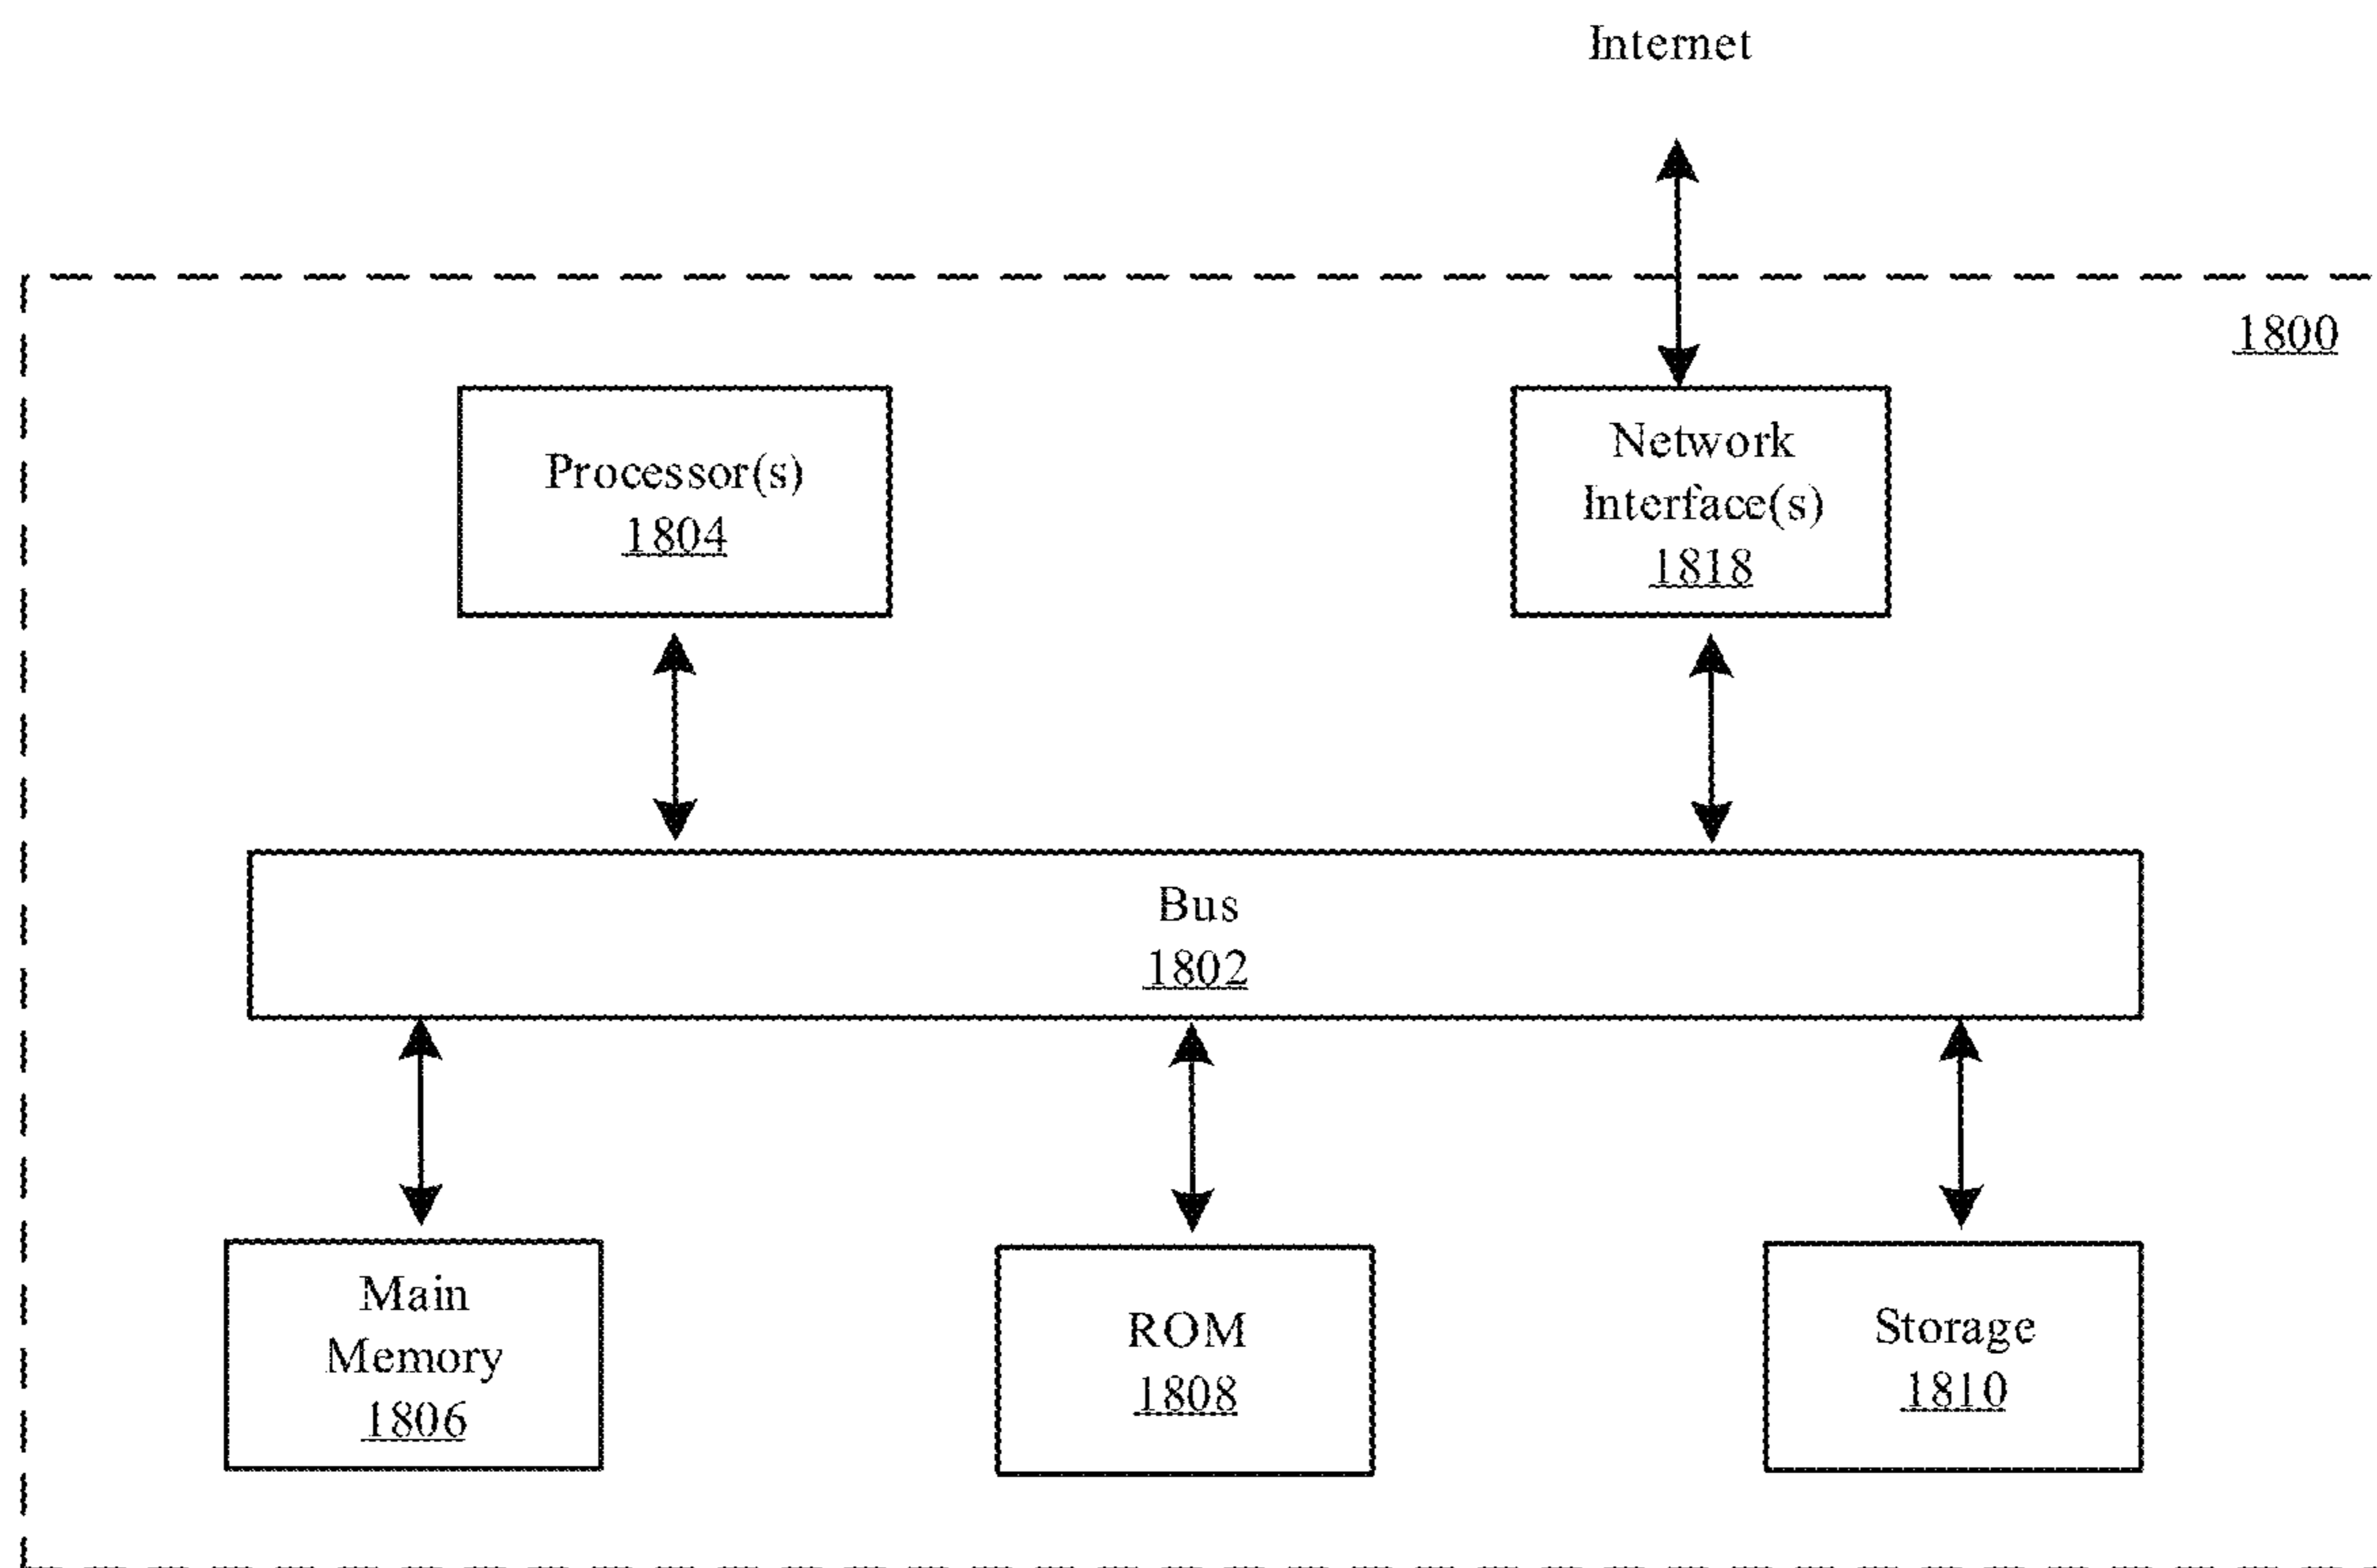 Internet
1800
Processor(s)
1804
Network
Interface(s)
1818
Bus
1802
Main
Memory
1806
ROM
1808
Storage
1810